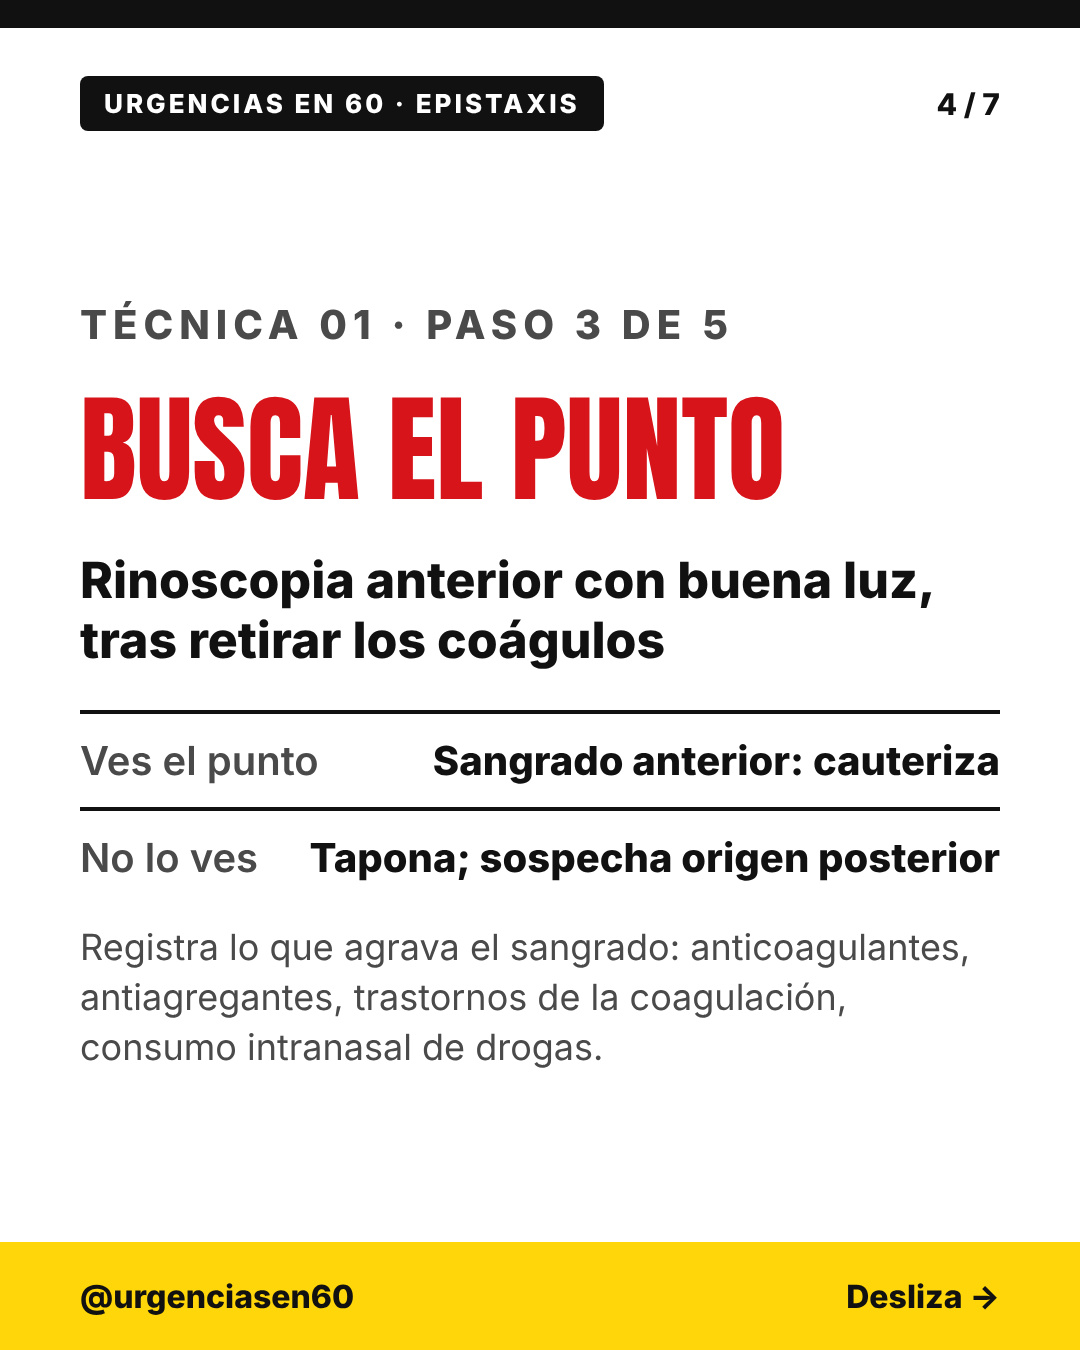 URGENCIAS EN 60 · EPISTAXIS
4 / 7
TÉCNICA 01 · PASO 3 DE 5
BUSCA EL PUNTO
Rinoscopia anterior con buena luz,
tras retirar los coágulos
Ves el punto Sangrado anterior: cauteriza
No lo ves Tapona; sospecha origen posterior
Registra lo que agrava el sangrado: anticoagulantes,
antiagregantes, trastornos de la coagulación,
consumo intranasal de drogas.
@urgenciasen60 Desliza →